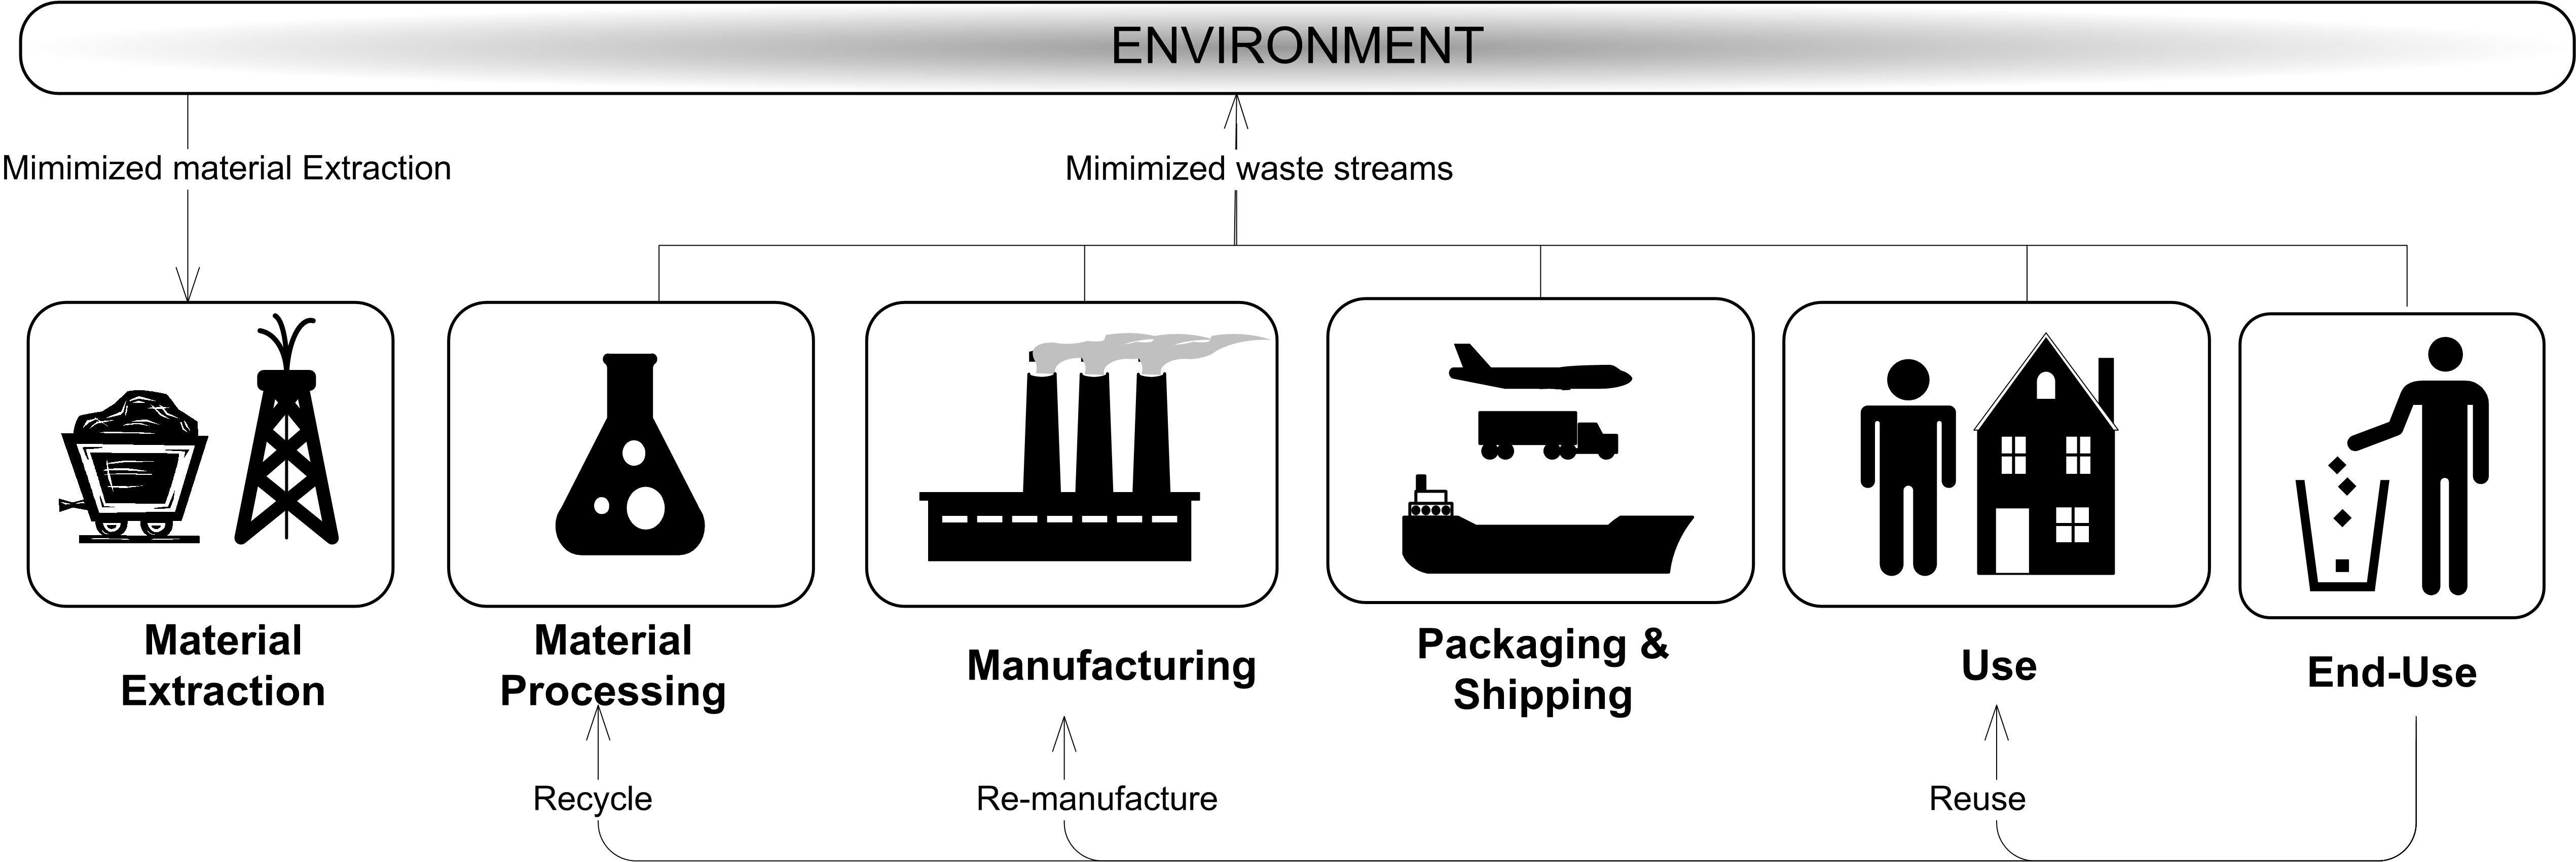 ENVIRONMENT
Mimimized material Extraction
Mimimized waste streams
Material
Extraction
Material
Processing
Manufacturing
Packaging &
Shipping
Use
End-Use
Recycle
Re-manufacture
Reuse